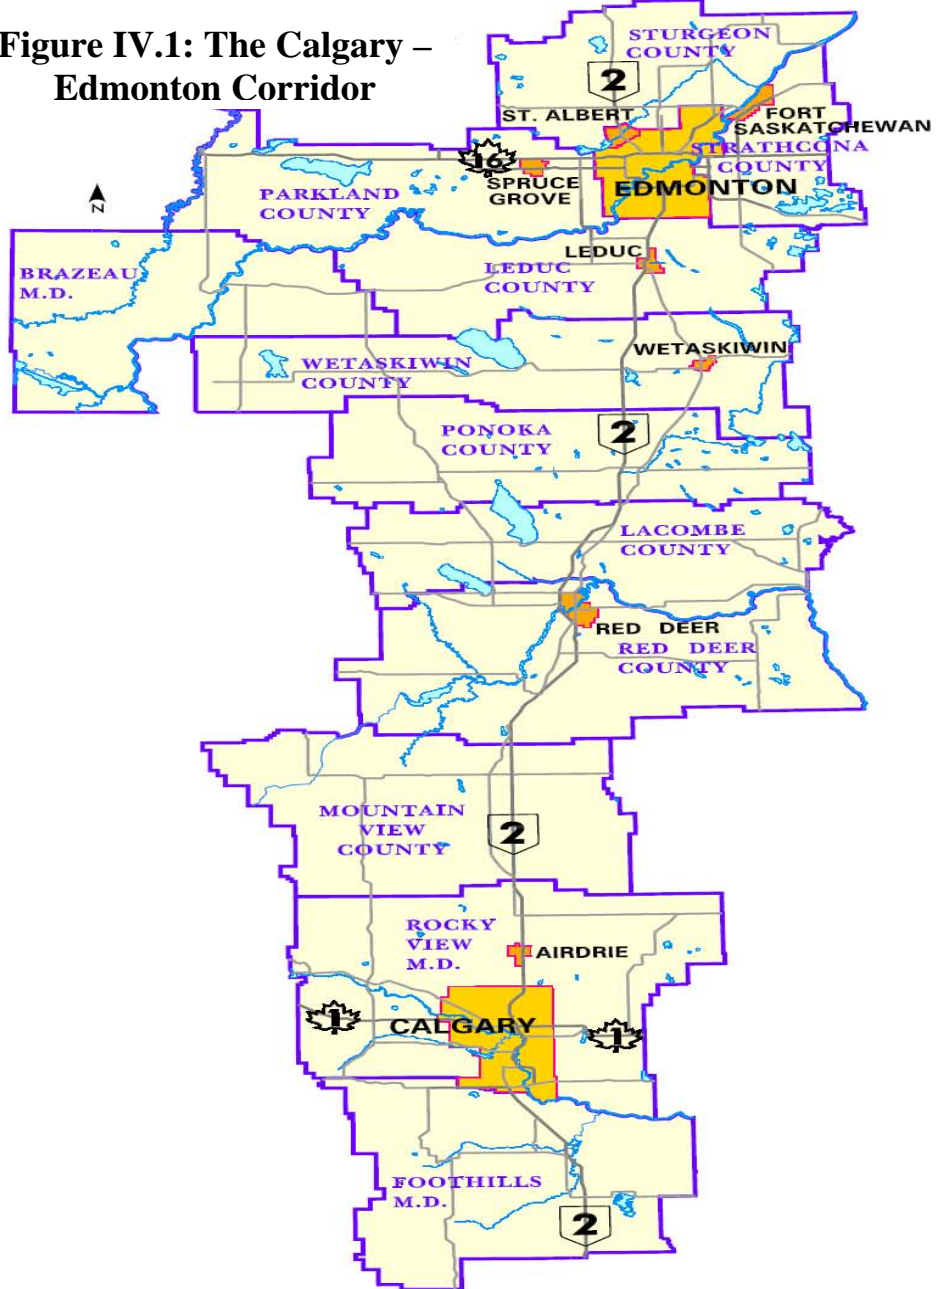 Figure IV.1: The Calgary –
Edmonton Corridor
STURGEON
COUNTY
2
ST. ALBERT
FORT
SASKATCHEWAN
STRATHCONA
COUNTY
16
SPRUCE
GROVE
EDMONTON
PARKLAND
COUNTY
N
LEDUC
LEDUC
COUNTY
BRAZEAU
M.D.
WETASKIWIN
WETASKIWIN
COUNTY
PONOKA
COUNTY
2
LACOMBE
COUNTY
RED DEER
RED DEER
COUNTY
MOUNTAIN
VIEW
COUNTY
2
ROCKY
VIEW
M.D.
AIRDRIE
1
CALGARY
1
FOOTHILLS
M.D.
2